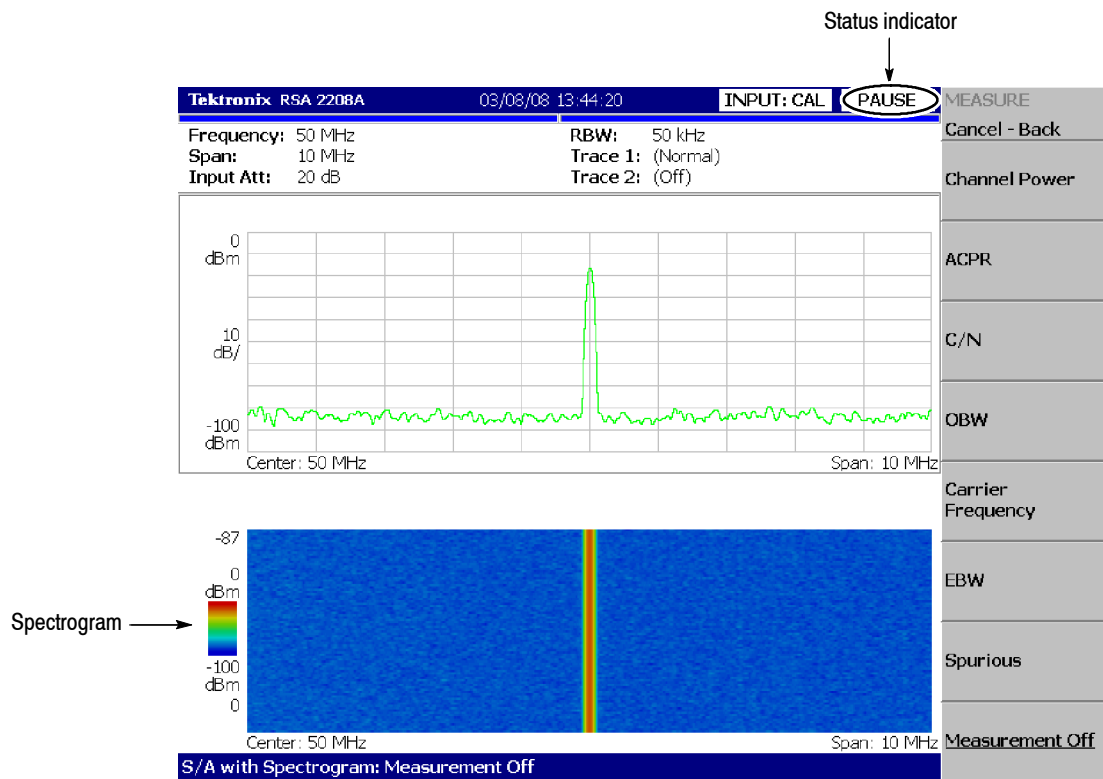 Status indicator
Tektronix RSA 2208A 03/08/08 13:44:20 INPUT: CAL PAUSE
MEASURE
Cancel - Back
Frequency: 50 MHz RBW: 50 kHz
Span: 10 MHz Trace 1: (Normal)
Input Att: 20 dB Trace 2: (Off)
Channel Power
0
dBm
ACPR
10
dB/
C/N
-100
dBm
OBW
Center: 50 MHz Span: 10 MHz
Carrier
Frequency
-87
0
dBm
EBW
Spectrogram
-100
dBm
Spurious
0
Center: 50 MHz Span: 10 MHz
Measurement Off
S/A with Spectrogram: Measurement Off